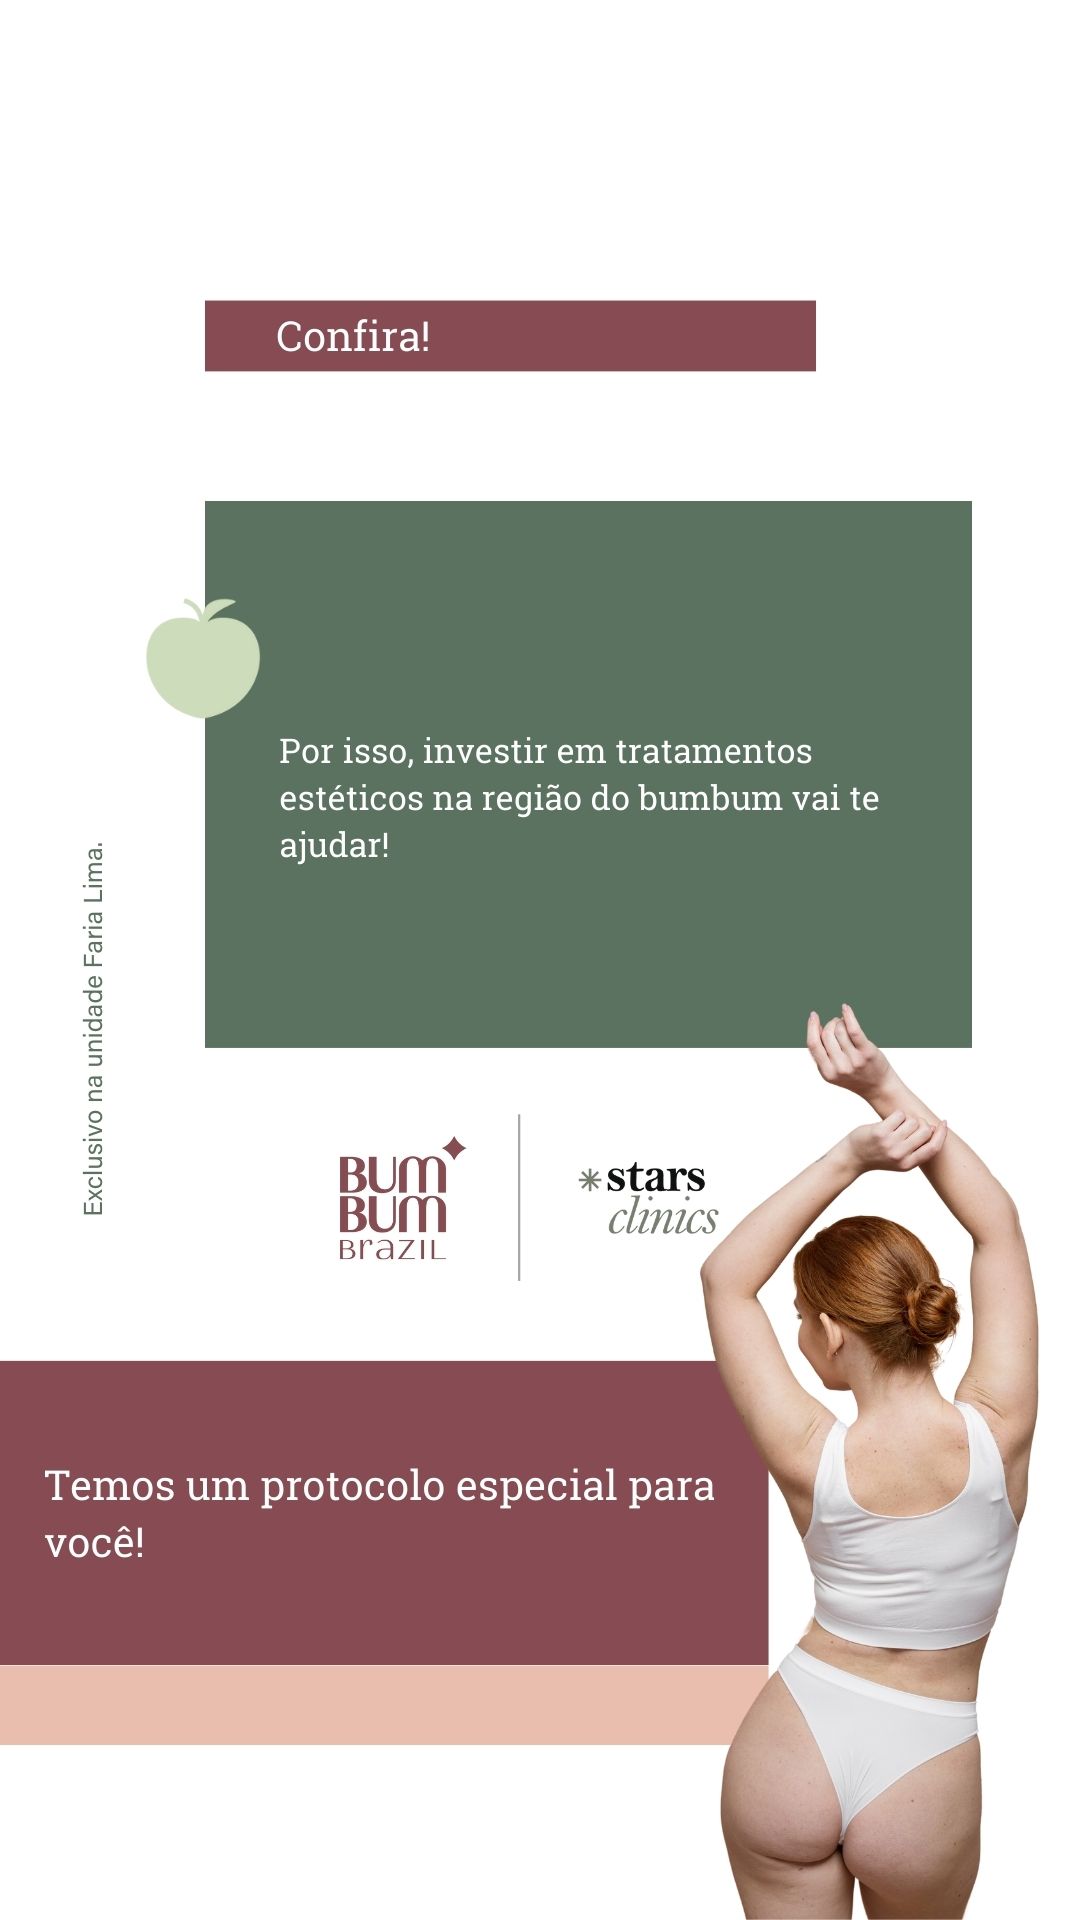 Confira!
Por isso, investir em tratamentos
estéticos na região do bumbum vai te
ajudar!
Exclusivo na unidade Faria Lima.
BUM
BUM
Brazil
stars
clinics
Temos um protocolo especial para
você!